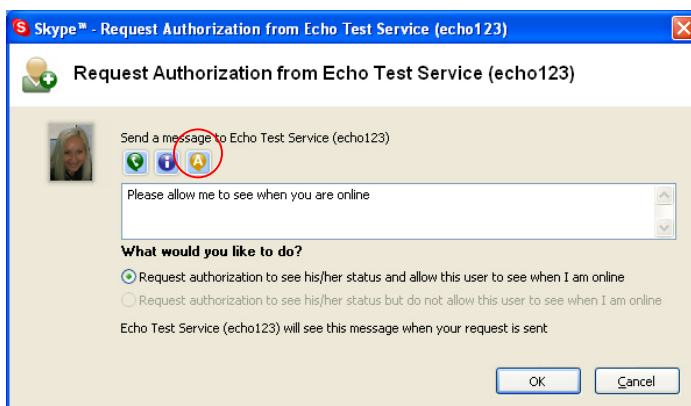 Skype™ - Request Authorization from Echo Test Service (echo123)
Request Authorization from Echo Test Service (echo123)
Send a message to Echo Test Service (echo123)
Please allow me to see when you are online
What would you like to do?
Request authorization to see his/her status and allow this user to see when I am online
Request authorization to see his/her status but do not allow this user to see when I am online
Echo Test Service (echo123) will see this message when your request is sent
OK Cancel